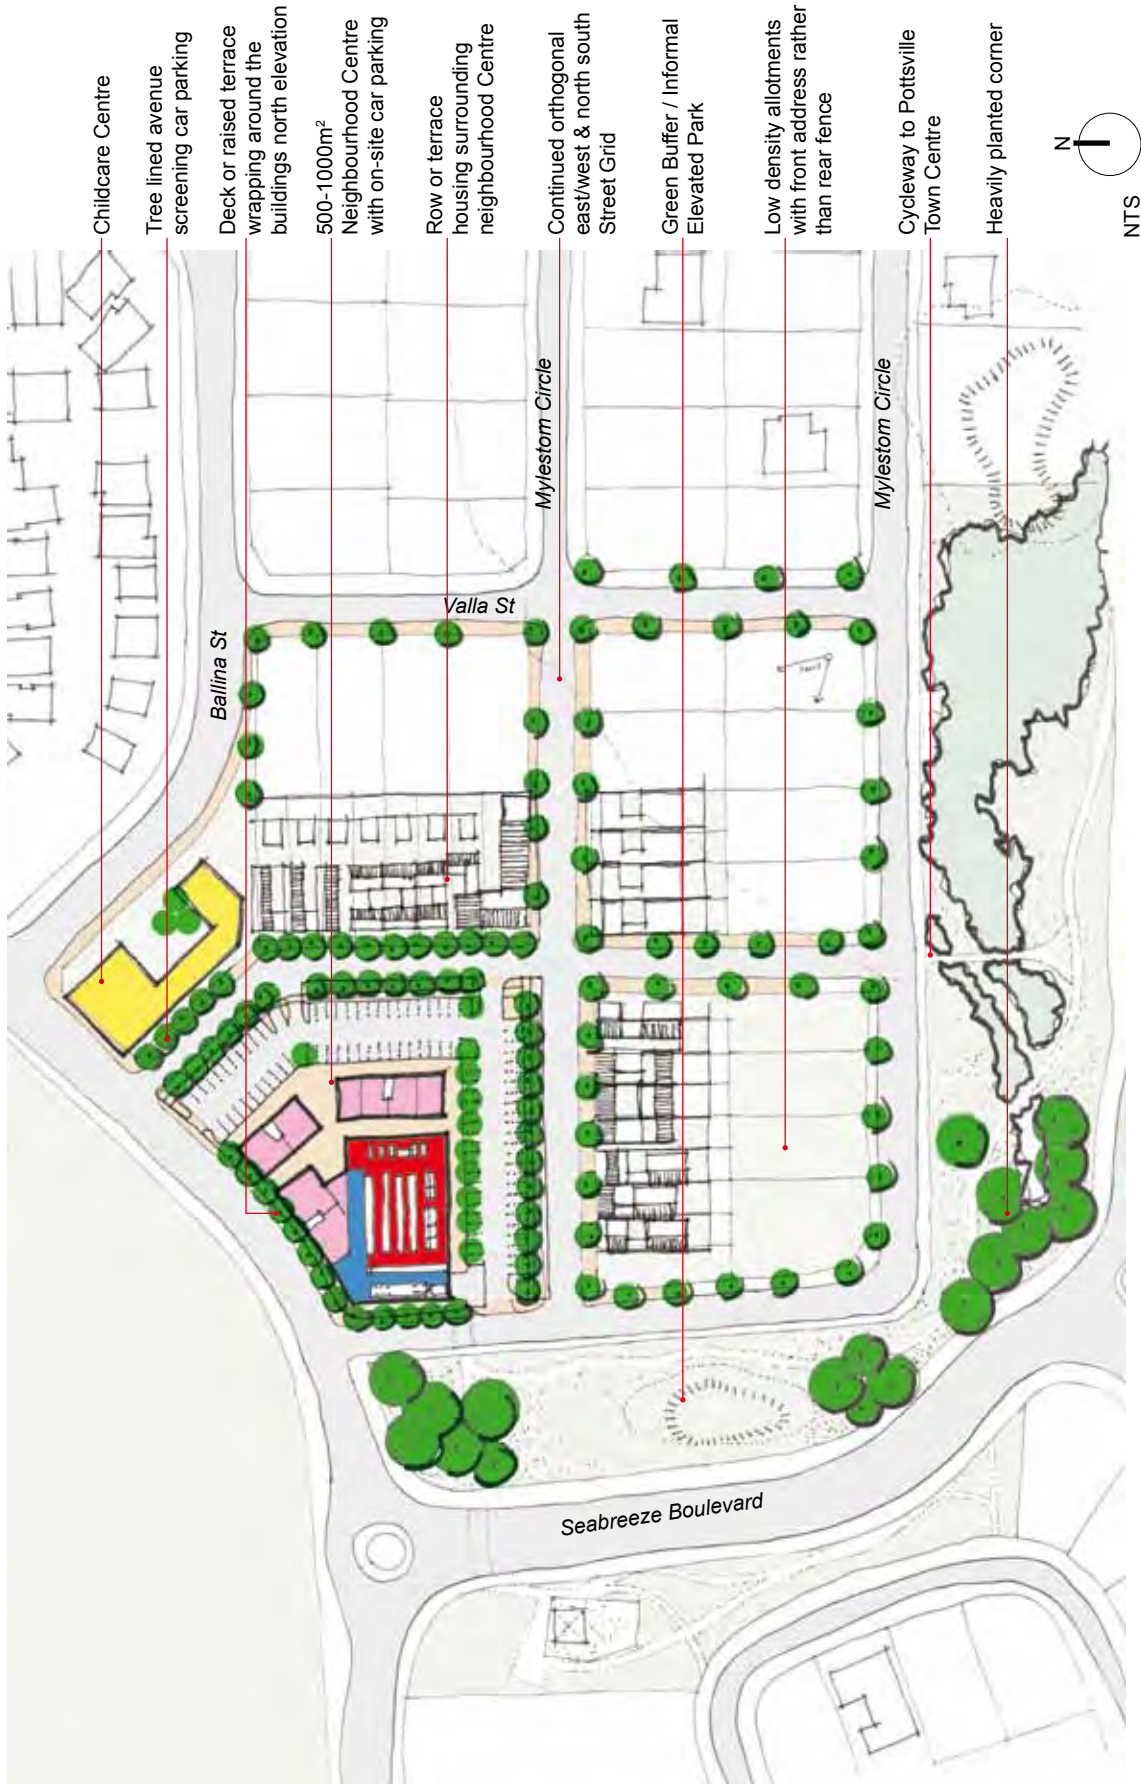 Childcare Centre
Tree lined avenue
screening car parking
Deck or raised terrace
wrapping around the
buildings north elevation
500-1000m²
Neighbourhood Centre
with on-site car parking
Row or terrace
housing surrounding
neighbourhood Centre
Continued orthogonal
east/west & north south
Street Grid
Green Buffer / Informal
Elevated Park
Low density allotments
with front address rather
than rear fence
Cycleway to Pottsville
Town Centre
Heavily planted corner
N
NTS
Ballina St
Valla St
Mylestom Circle
Mylestom Circle
Seabreeze Boulevard